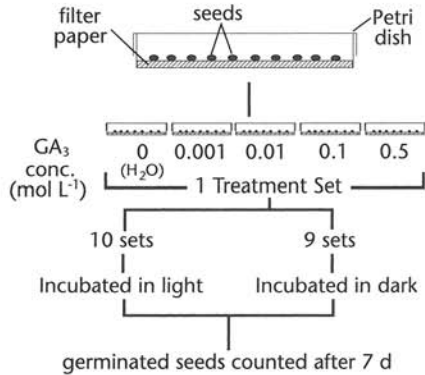 filter paper
seeds
Petri dish
GA₃ conc. (mol L⁻¹)
0 (H₂O)
0.001
0.01
0.1
0.5
1 Treatment Set
10 sets
9 sets
Incubated in light
Incubated in dark
germinated seeds counted after 7 d